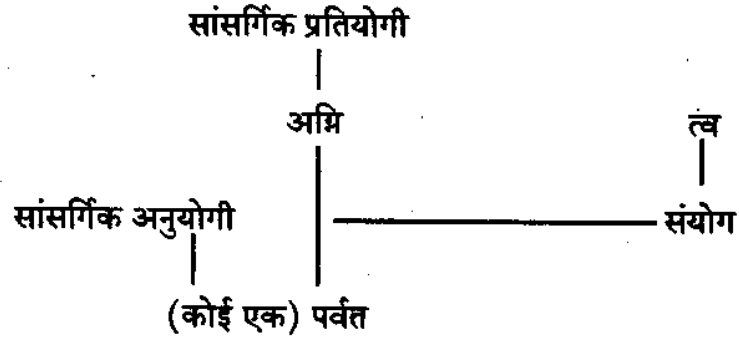 सांसर्गिक प्रतियोगी
अग्नि
त्व
सांसर्गिक अनुयोगी
संयोग
(कोई एक) पर्वत